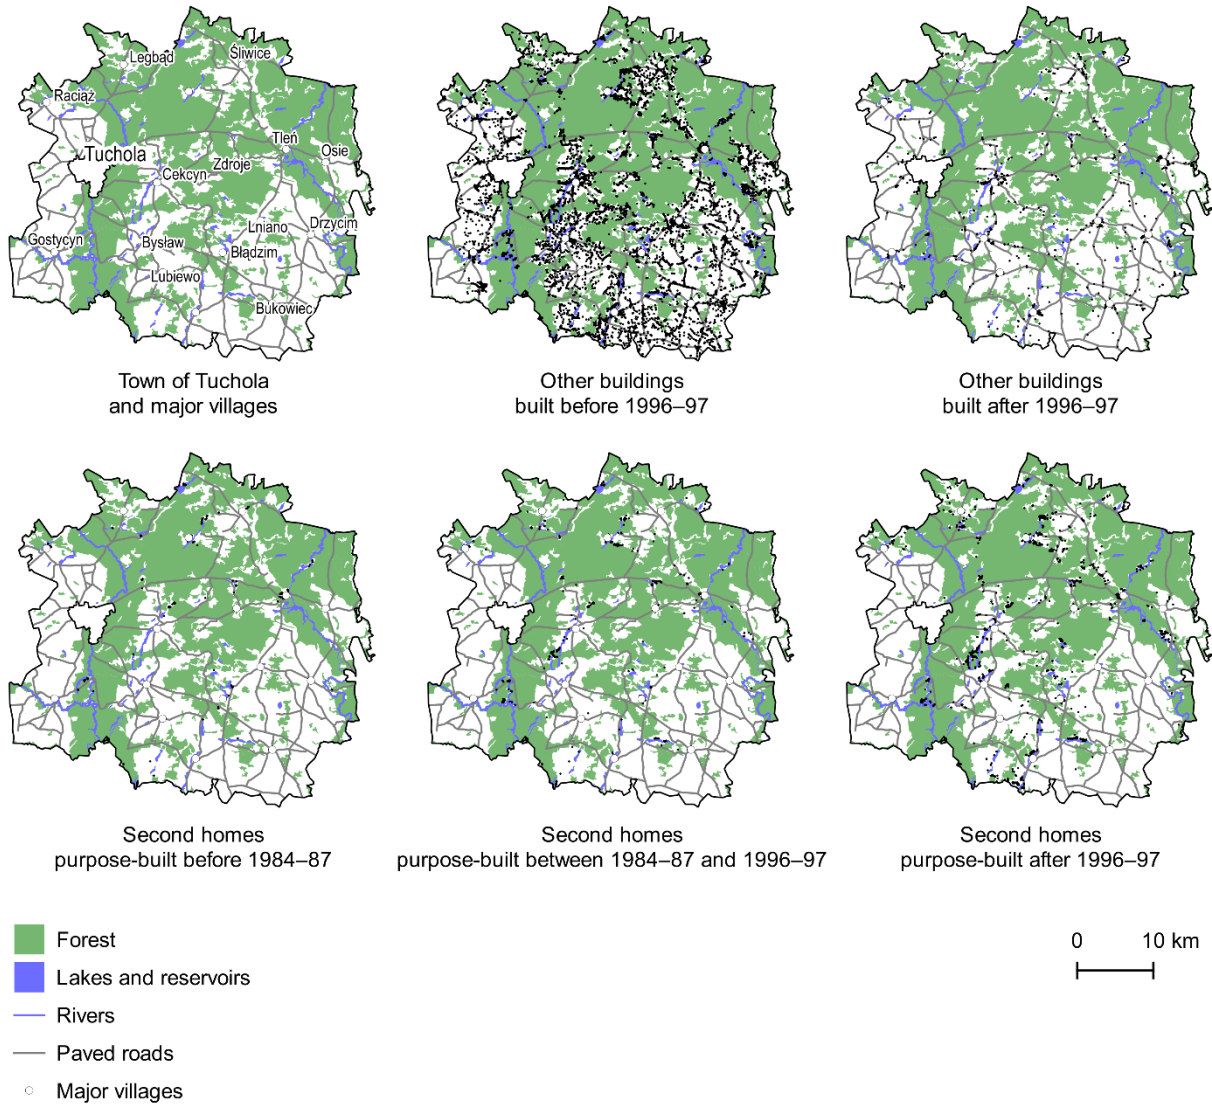 Legbąd
Śliwice
Raciąż
Tleń
Tuchola
Osie
Zdroje
Cekcyn
Drzycim
Lniano
Gostycyn
Bysław
Błądzim
Lubiewo
Bukowiec
Town of Tuchola
and major villages
Other buildings
built before 1996–97
Other buildings
built after 1996–97
Second homes
purpose-built before 1984–87
Second homes
purpose-built between 1984–87 and 1996–97
Second homes
purpose-built after 1996–97
Forest
Lakes and reservoirs
Rivers
Paved roads
Major villages
0 10 km